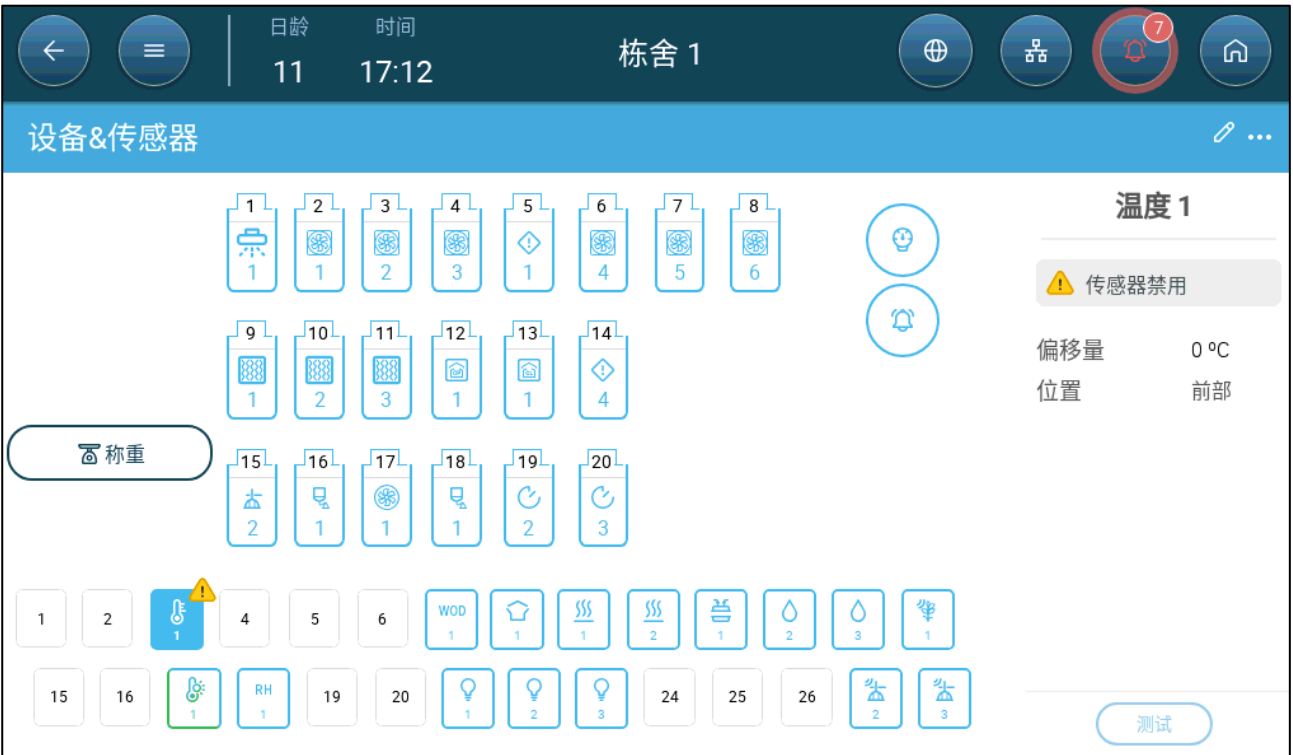 日龄 时间
11 17:12 栋舍 1 7
设备&传感器
1 2 3 4 5 6 7 8
1 1 2 3 1 4 5 6
温度 1
传感器禁用
偏移量 0 ºC
位置 前部
9 10 11 12 13 14
1 2 3 1 1 4
称重
15 16 17 18 19 20
2 1 1 1 2 3
1 2 1 4 5 6 WOD 1 1 1 2 1 2 3 1
15 16 1 RH 1 19 20 1 2 3 24 25 26 2 3
测试